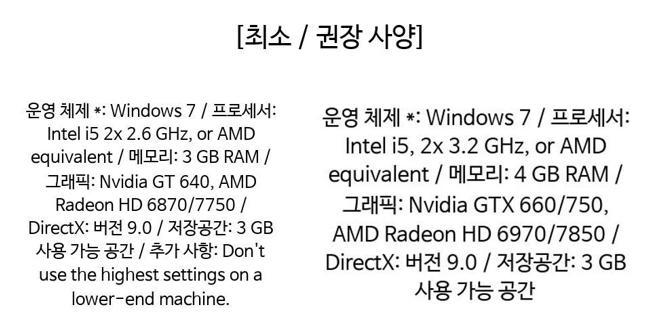 [최소 / 권장 사양]
운영 체제 *: Windows 7 / 프로세서:
Intel i5 2x 2.6 GHz, or AMD
equivalent / 메모리: 3 GB RAM /
그래픽: Nvidia GT 640, AMD
Radeon HD 6870/7750 /
DirectX: 버전 9.0 / 저장공간: 3 GB
사용 가능 공간 / 추가 사항: Don't
use the highest settings on a
lower-end machine.
운영 체제 *: Windows 7 / 프로세서:
Intel i5, 2x 3.2 GHz, or AMD
equivalent / 메모리: 4 GB RAM /
그래픽: Nvidia GTX 660/750,
AMD Radeon HD 6970/7850 /
DirectX: 버전 9.0 / 저장공간: 3 GB
사용 가능 공간